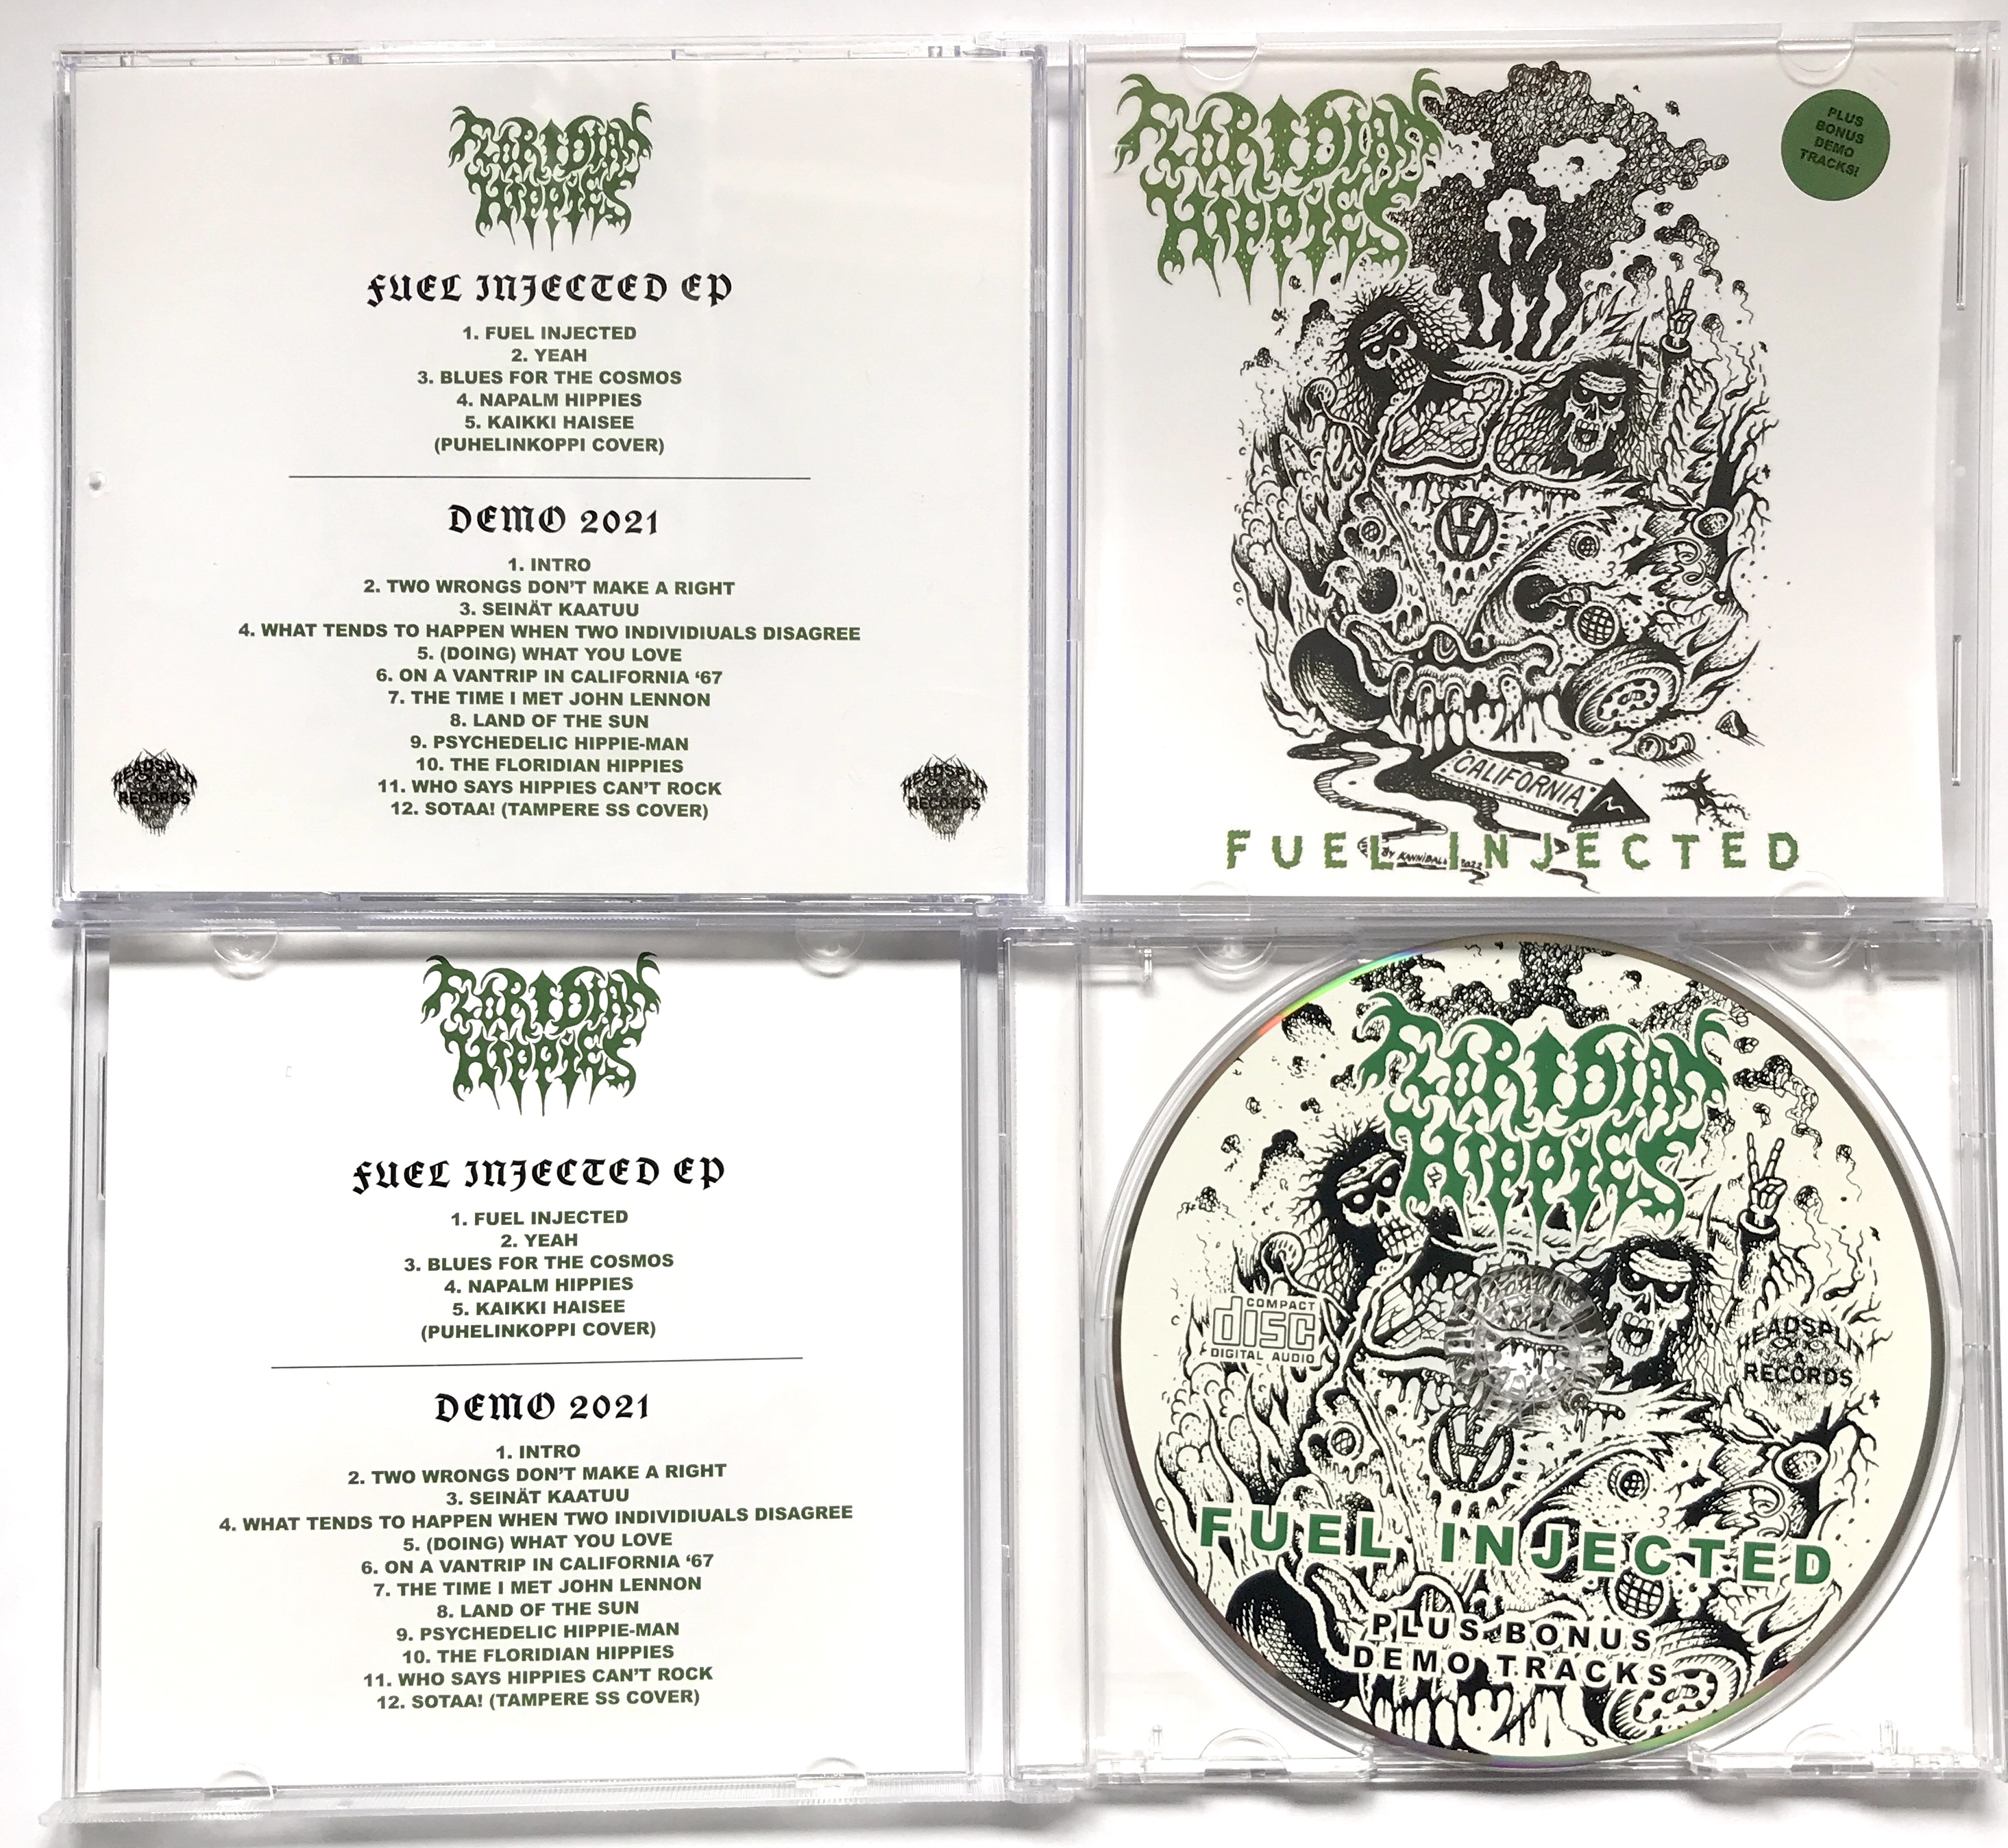 FLORIDIAN
HIPPIES
FUEL INJECTED EP
1. FUEL INJECTED
2. YEAH
3. BLUES FOR THE COSMOS
4. NAPALM HIPPIES
5. KAIKKI HAISEE
(PUHELINKOPPI COVER)
DEMO 2021
1. INTRO
2. TWO WRONGS DON'T MAKE A RIGHT
3. SEINÄT KAATUU
4. WHAT TENDS TO HAPPEN WHEN TWO INDIVIDIUALS DISAGREE
5. (DOING) WHAT YOU LOVE
6. ON A VANTRIP IN CALIFORNIA ‘67
7. THE TIME I MET JOHN LENNON
8. LAND OF THE SUN
9. PSYCHEDELIC HIPPIE-MAN
10. THE FLORIDIAN HIPPIES
11. WHO SAYS HIPPIES CAN'T ROCK
12. SOTAA! (TAMPERE SS COVER)
HEADSPLIT
RECORDS
HEADSPLIT
RECORDS
FLORIDIAN
HIPPIES
PLUS
BONUS
DEMO
TRACKS!
CALIFORNIA
FUEL INJECTED
BY KANNIBAL 2022
FLORIDIAN
HIPPIES
FUEL INJECTED EP
1. FUEL INJECTED
2. YEAH
3. BLUES FOR THE COSMOS
4. NAPALM HIPPIES
5. KAIKKI HAISEE
(PUHELINKOPPI COVER)
DEMO 2021
1. INTRO
2. TWO WRONGS DON'T MAKE A RIGHT
3. SEINÄT KAATUU
4. WHAT TENDS TO HAPPEN WHEN TWO INDIVIDIUALS DISAGREE
5. (DOING) WHAT YOU LOVE
6. ON A VANTRIP IN CALIFORNIA ‘67
7. THE TIME I MET JOHN LENNON
8. LAND OF THE SUN
9. PSYCHEDELIC HIPPIE-MAN
10. THE FLORIDIAN HIPPIES
11. WHO SAYS HIPPIES CAN'T ROCK
12. SOTAA! (TAMPERE SS COVER)
FLORIDIAN
HIPPIES
COMPACT
disc
DIGITAL AUDIO
HEADSPLIT
RECORDS
FUEL INJECTED
PLUS BONUS
DEMO TRACKS